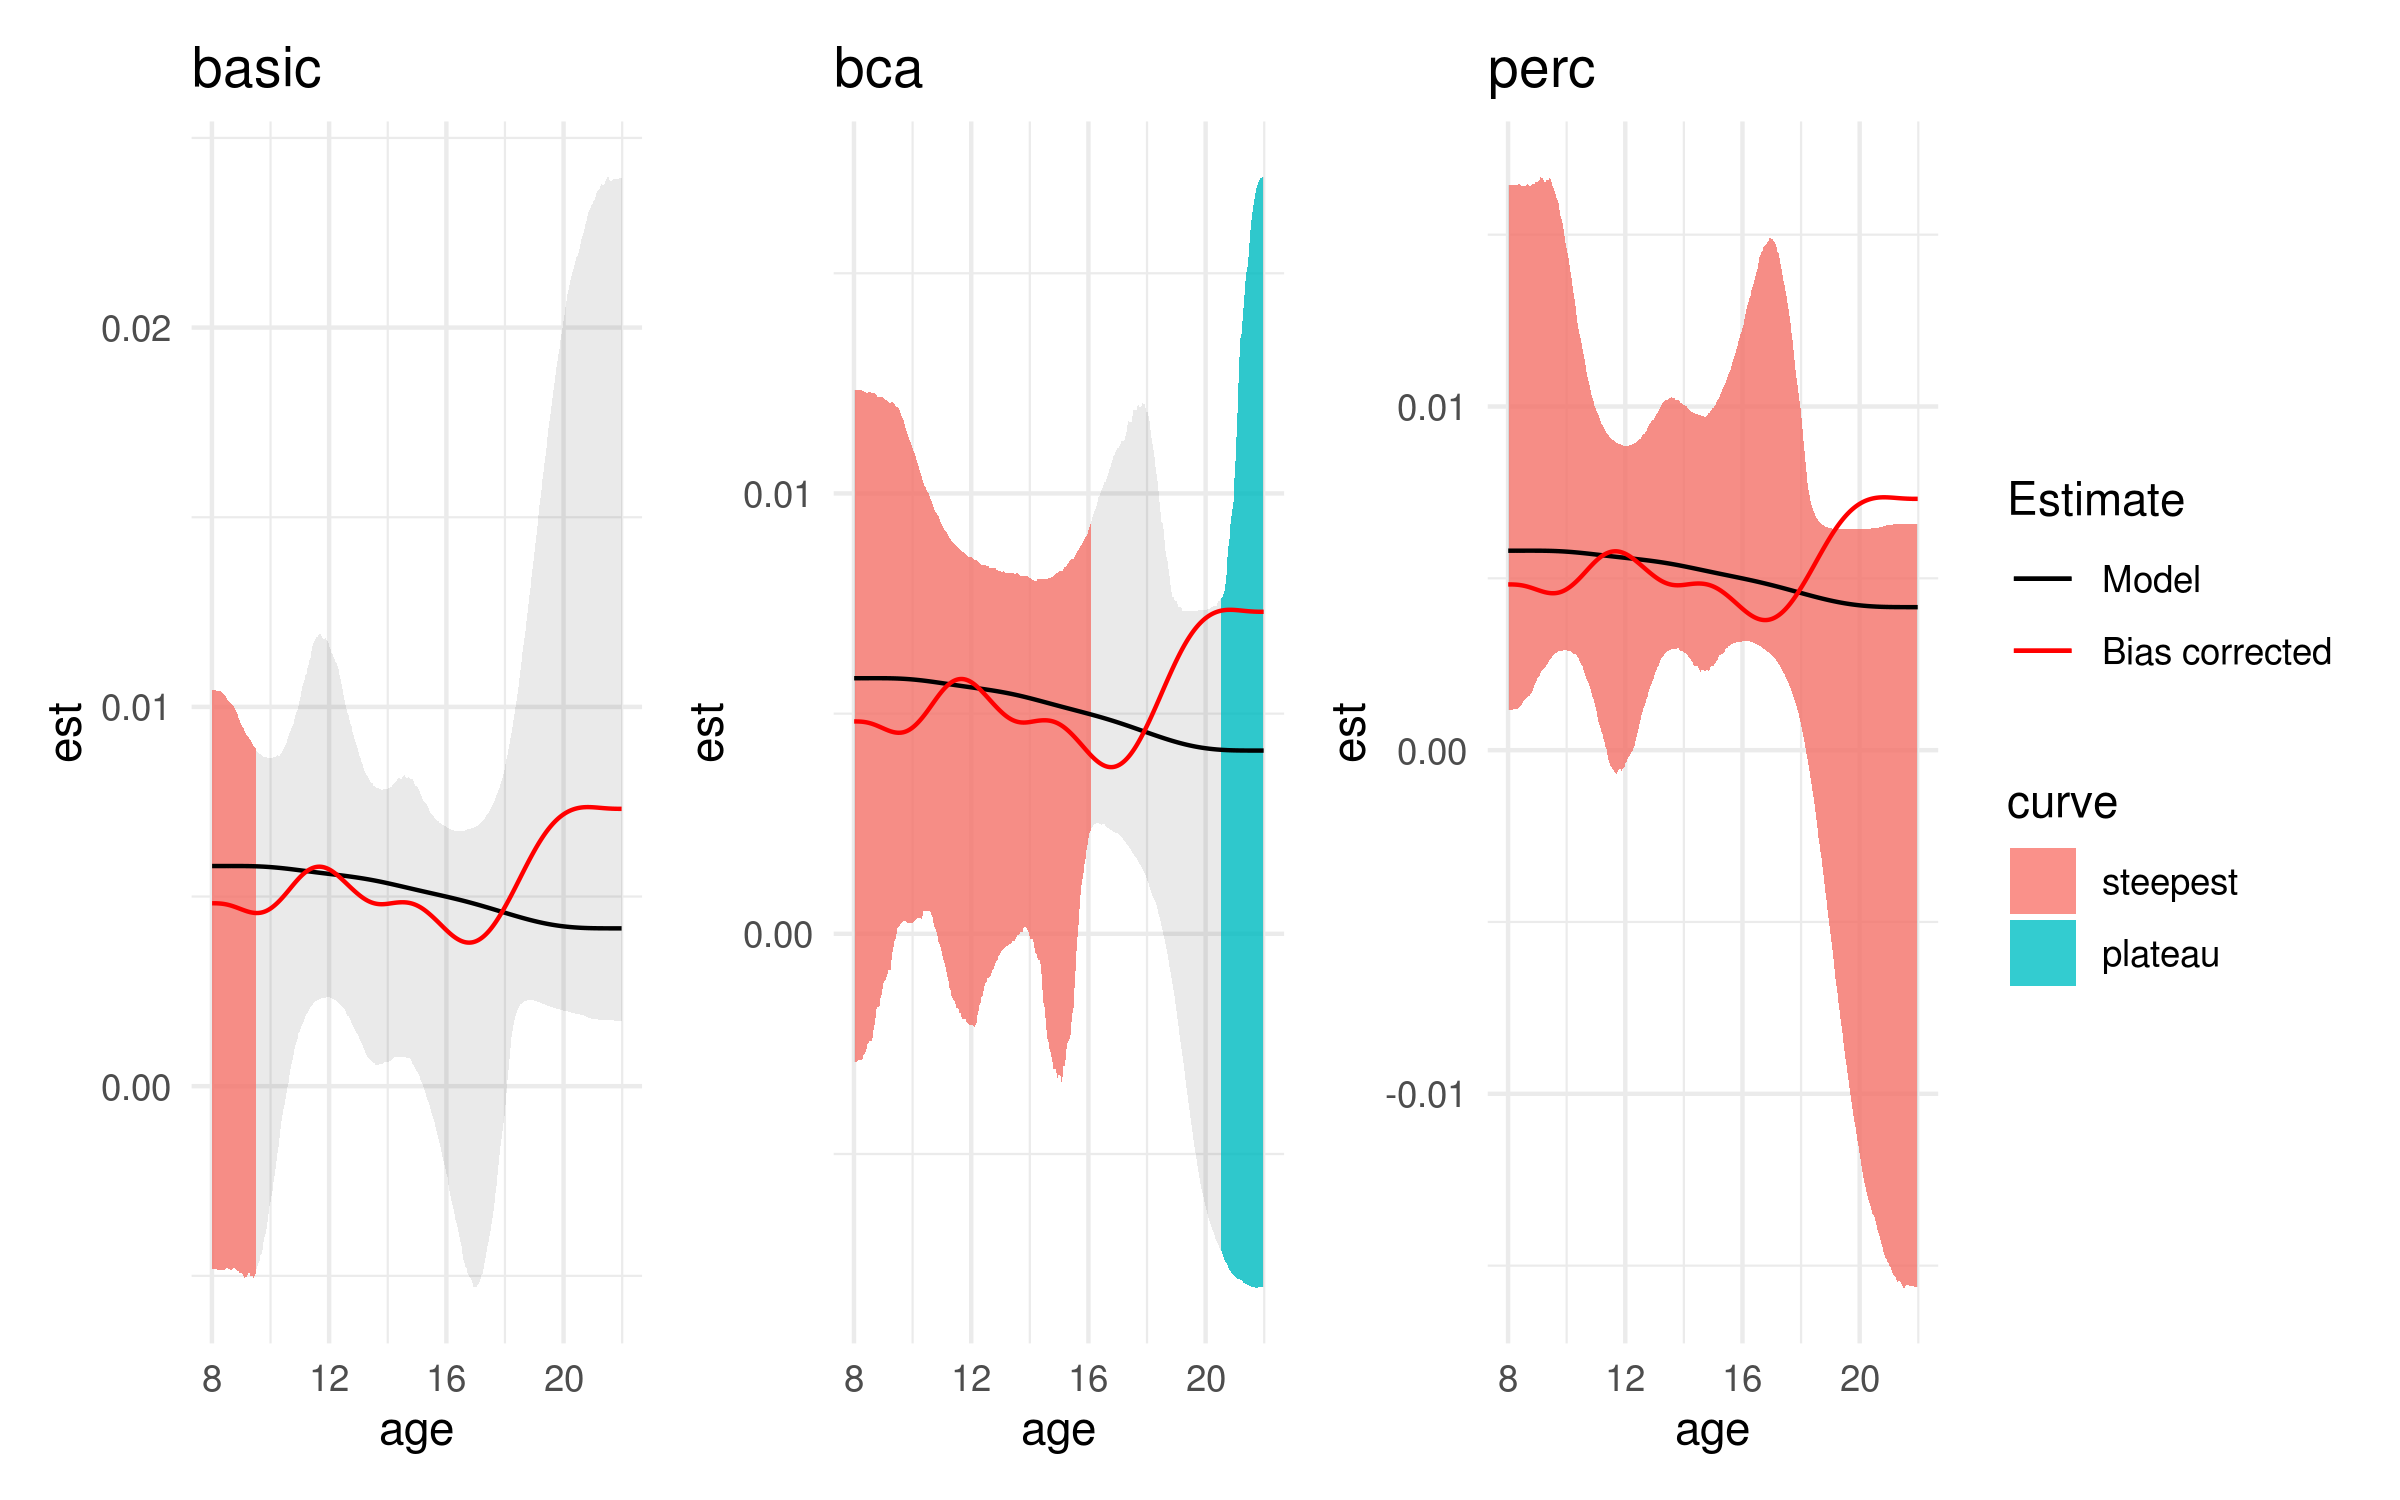 basic
bca
perc
0.02
0.01
0.00
est
8 12 16 20
age
0.01
0.00
est
8 12 16 20
age
0.01
0.00
-0.01
est
8 12 16 20
age
Estimate
Model
Bias corrected
curve
steepest
plateau